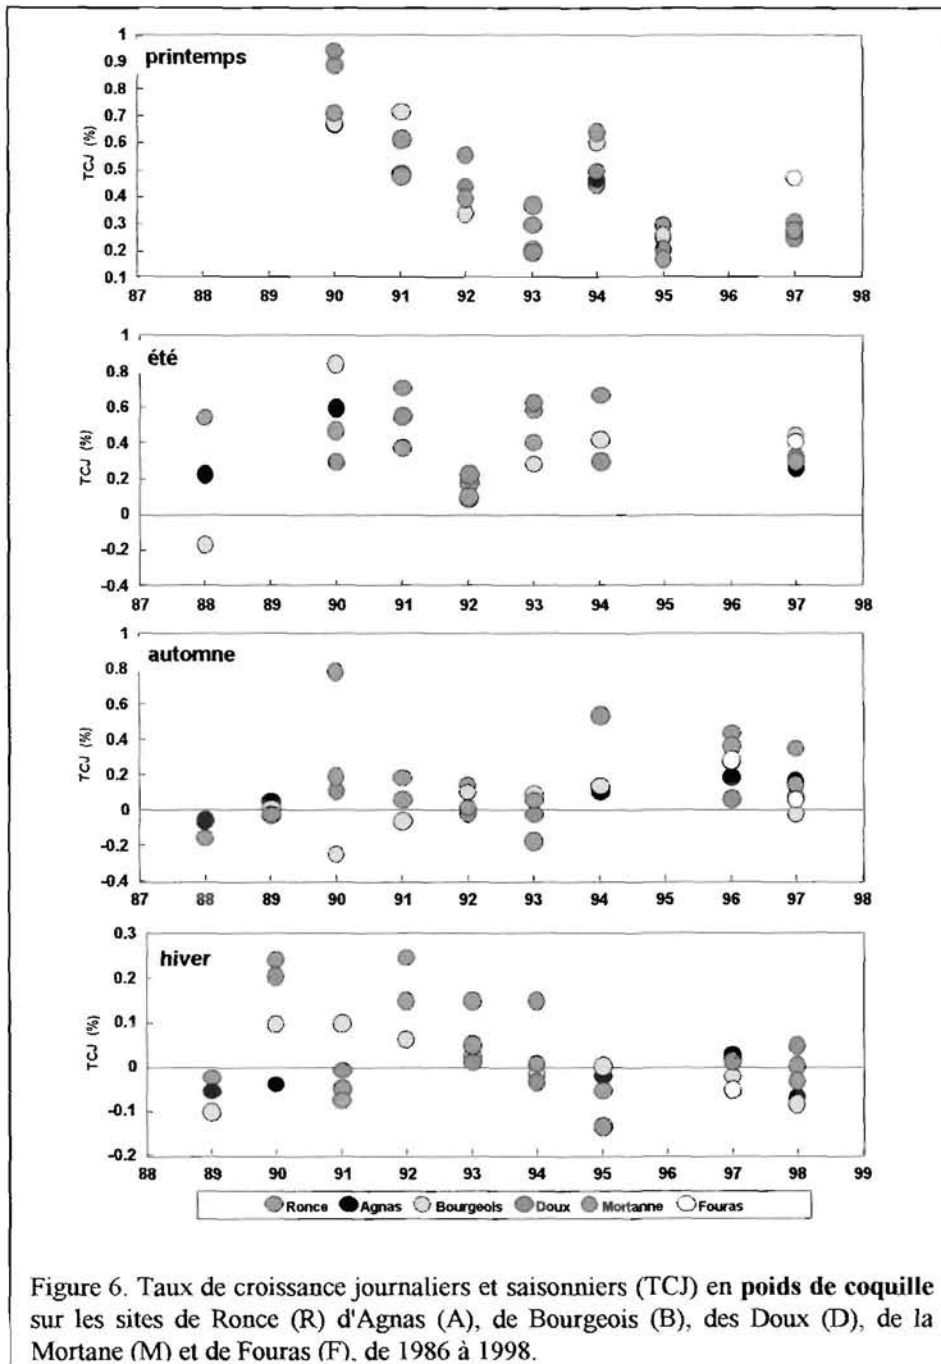 printemps
TCJ (%)
1
0.9
0.8
0.7
0.6
0.5
0.4
0.3
0.2
0.1
87 88 89 90 91 92 93 94 95 96 97 98
été
TCJ (%)
1
0.8
0.6
0.4
0.2
0
-0.2
-0.4
87 88 89 90 91 92 93 94 95 96 97 98
automne
TCJ (%)
1
0.8
0.6
0.4
0.2
0
-0.2
-0.4
87 88 89 90 91 92 93 94 95 96 97 98
hiver
TCJ (%)
0.3
0.2
0.1
0
-0.1
-0.2
88 89 90 91 92 93 94 95 96 97 98 99
Ronce Agnas Bourgeois Doux Mortanne Fouras
Figure 6. Taux de croissance journaliers et saisonniers (TCJ) en poids de coquille
sur les sites de Ronce (R) d'Agnas (A), de Bourgeois (B), des Doux (D), de la
Mortane (M) et de Fouras (F), de 1986 à 1998.